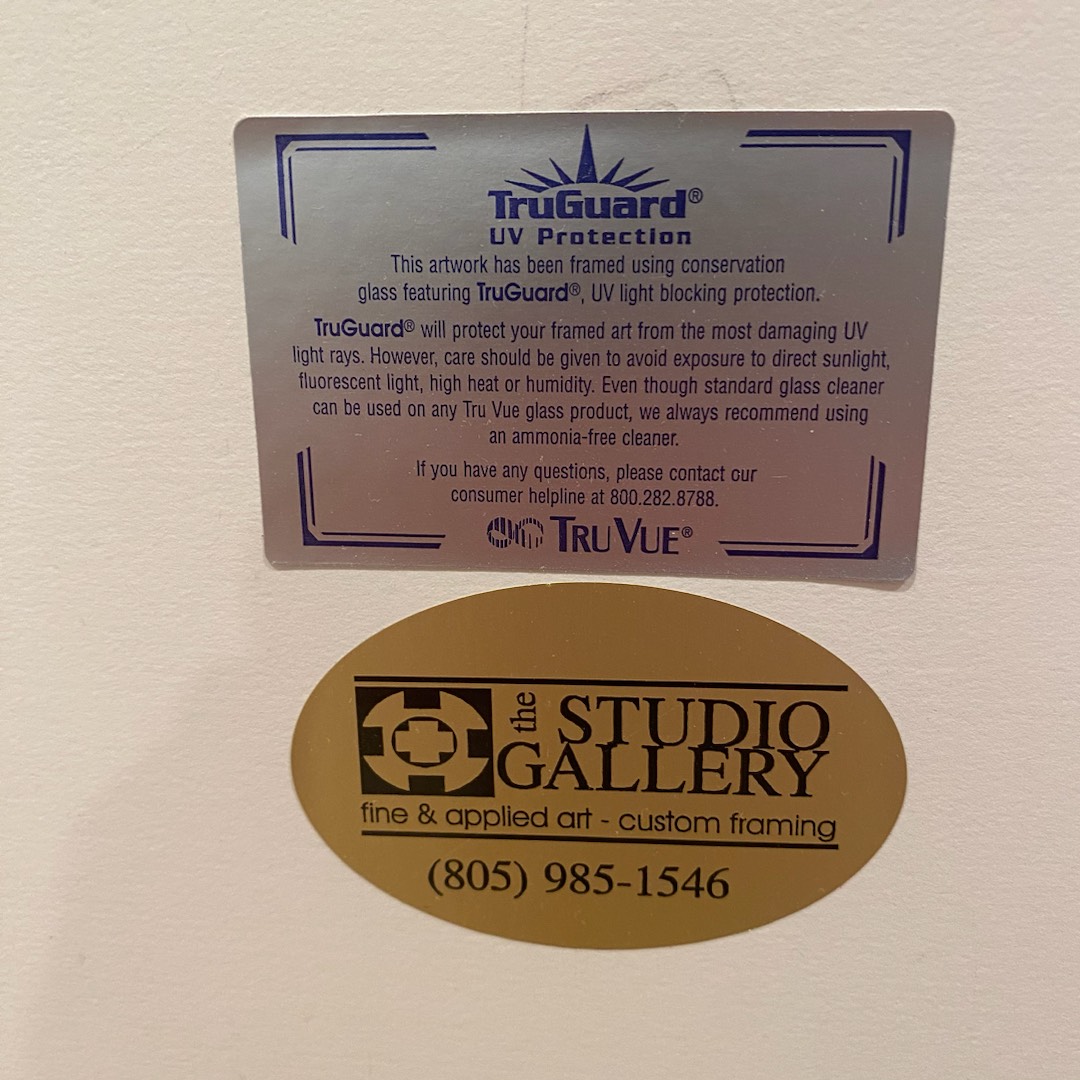 TruGuard®
UV Protection
This artwork has been framed using conservation
glass featuring TruGuard®, UV light blocking protection.
TruGuard® will protect your framed art from the most damaging UV
light rays. However, care should be given to avoid exposure to direct sunlight,
fluorescent light, high heat or humidity. Even though standard glass cleaner
can be used on any Tru Vue glass product, we always recommend using
an ammonia-free cleaner.
If you have any questions, please contact our
consumer helpline at 800.282.8788.
TRU VUE®
the STUDIO
GALLERY
fine & applied art - custom framing
(805) 985-1546